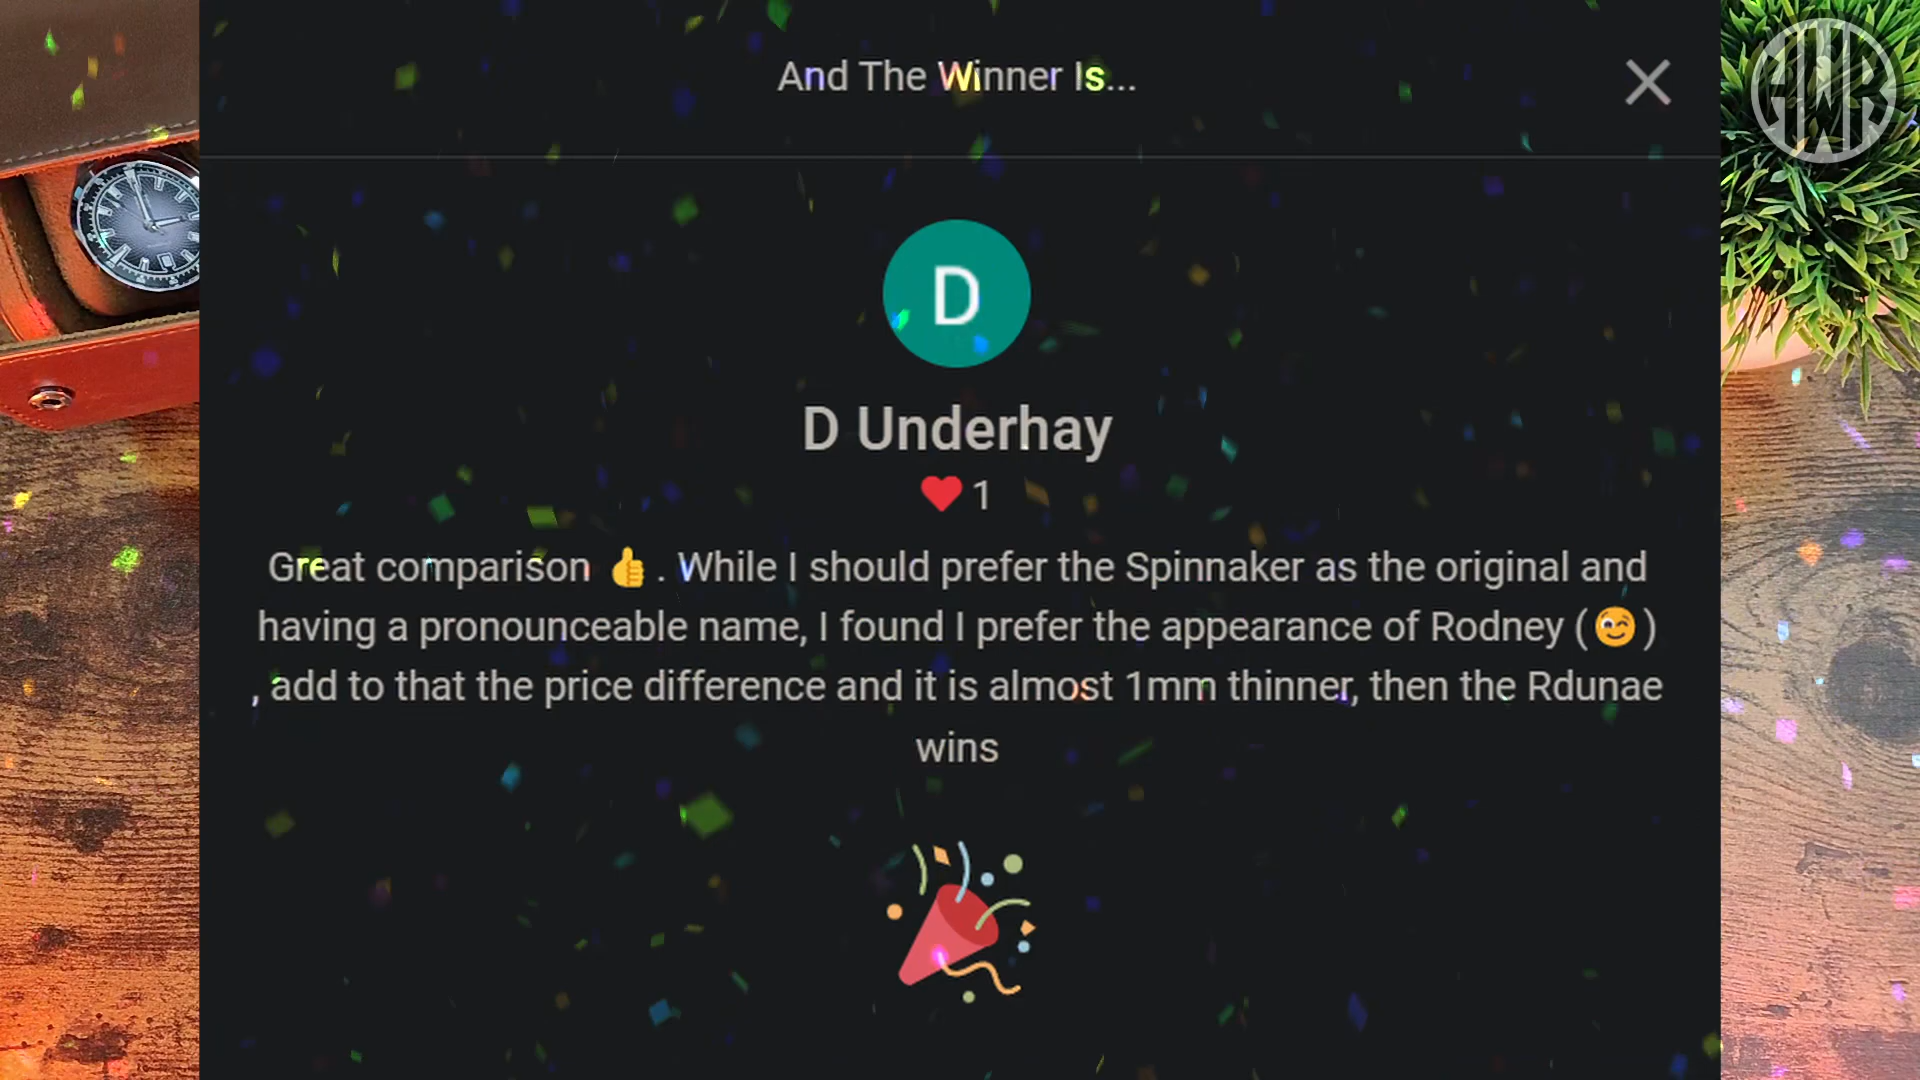 And The Winner Is...
HWR
D
D Underhay
❤️ 1
Great comparison 👍 . While I should prefer the Spinnaker as the original and
having a pronounceable name, I found I prefer the appearance of Rodney (😉)
, add to that the price difference and it is almost 1mm thinner, then the Rdunae
wins